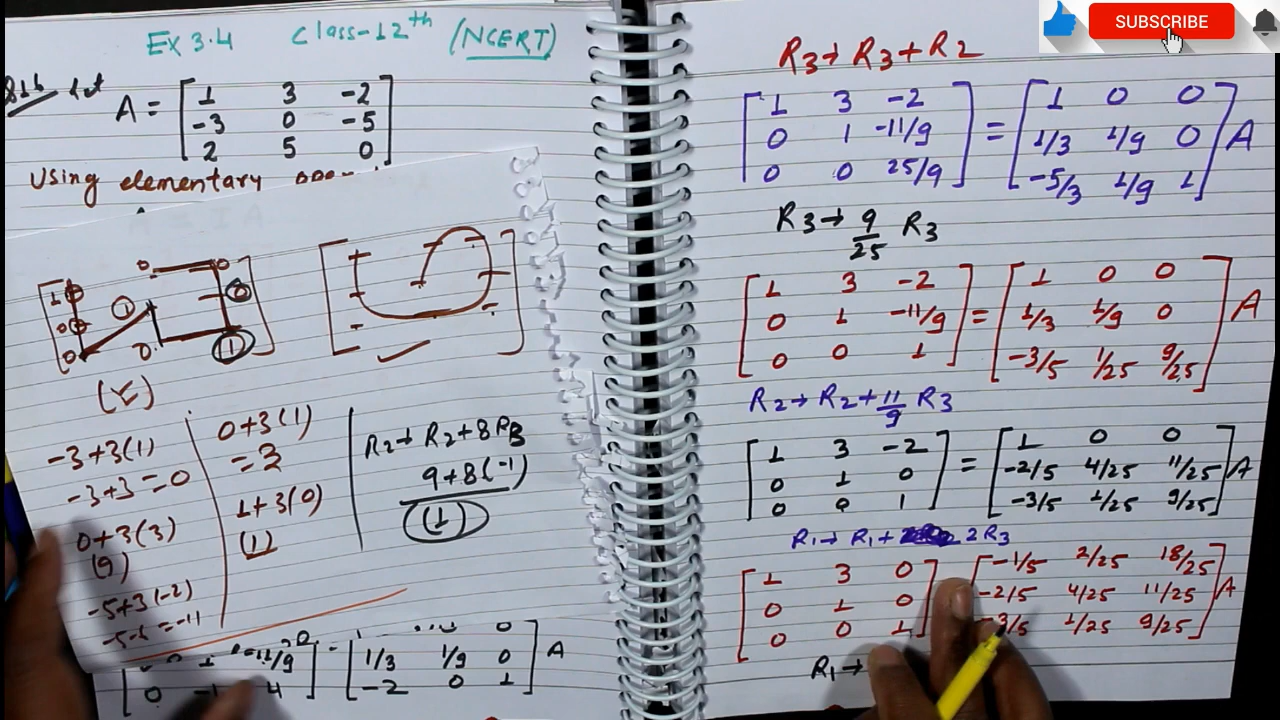 Ex 3.4 Class-12th (NCERT)
A = [ 1 3 -2
-3 0 -5
2 5 0 ]
Using elementary
-3+3(1)
-3+3=0
0+3(3)
(9)
-5+3(-2)
0+3(1)
=3
1+3(0)
(1)
R2→ R2+8R3
9+8(-1)
(1)
1/3 1/9 0
-2 0 1 ] A
0 -1 4
SUBSCRIBE
R3→R3+R2
[ 1 3 -2 ] = [ 1 0 0 ]
[ 0 1 -11/9 ] = [ 1/3 1/9 0 ] A
[ 0 0 25/9 ] [ -5/3 1/9 1 ]
R3→ 9/25 R3
[ 1 3 -2 ] [ 1 0 0 ]
[ 0 1 -11/9 ] = [ 1/3 1/9 0 ] A
[ 0 0 1 ] [ -3/5 1/25 9/25 ]
R2→R2+11/9 R3
[ 1 3 -2 ] [ 1 0 0 ]
[ 0 1 0 ] = [ -2/5 4/25 11/25 ] A
[ 0 0 1 ] [ -3/5 1/25 9/25 ]
R1→R1+ 2R3
[ 1 3 0 ] [ -1/5 2/25 18/25 ]
[ 0 1 0 ] [ -2/5 4/25 11/25 ] A
[ 0 0 1 ] [ -3/5 1/25 9/25 ]
R1→